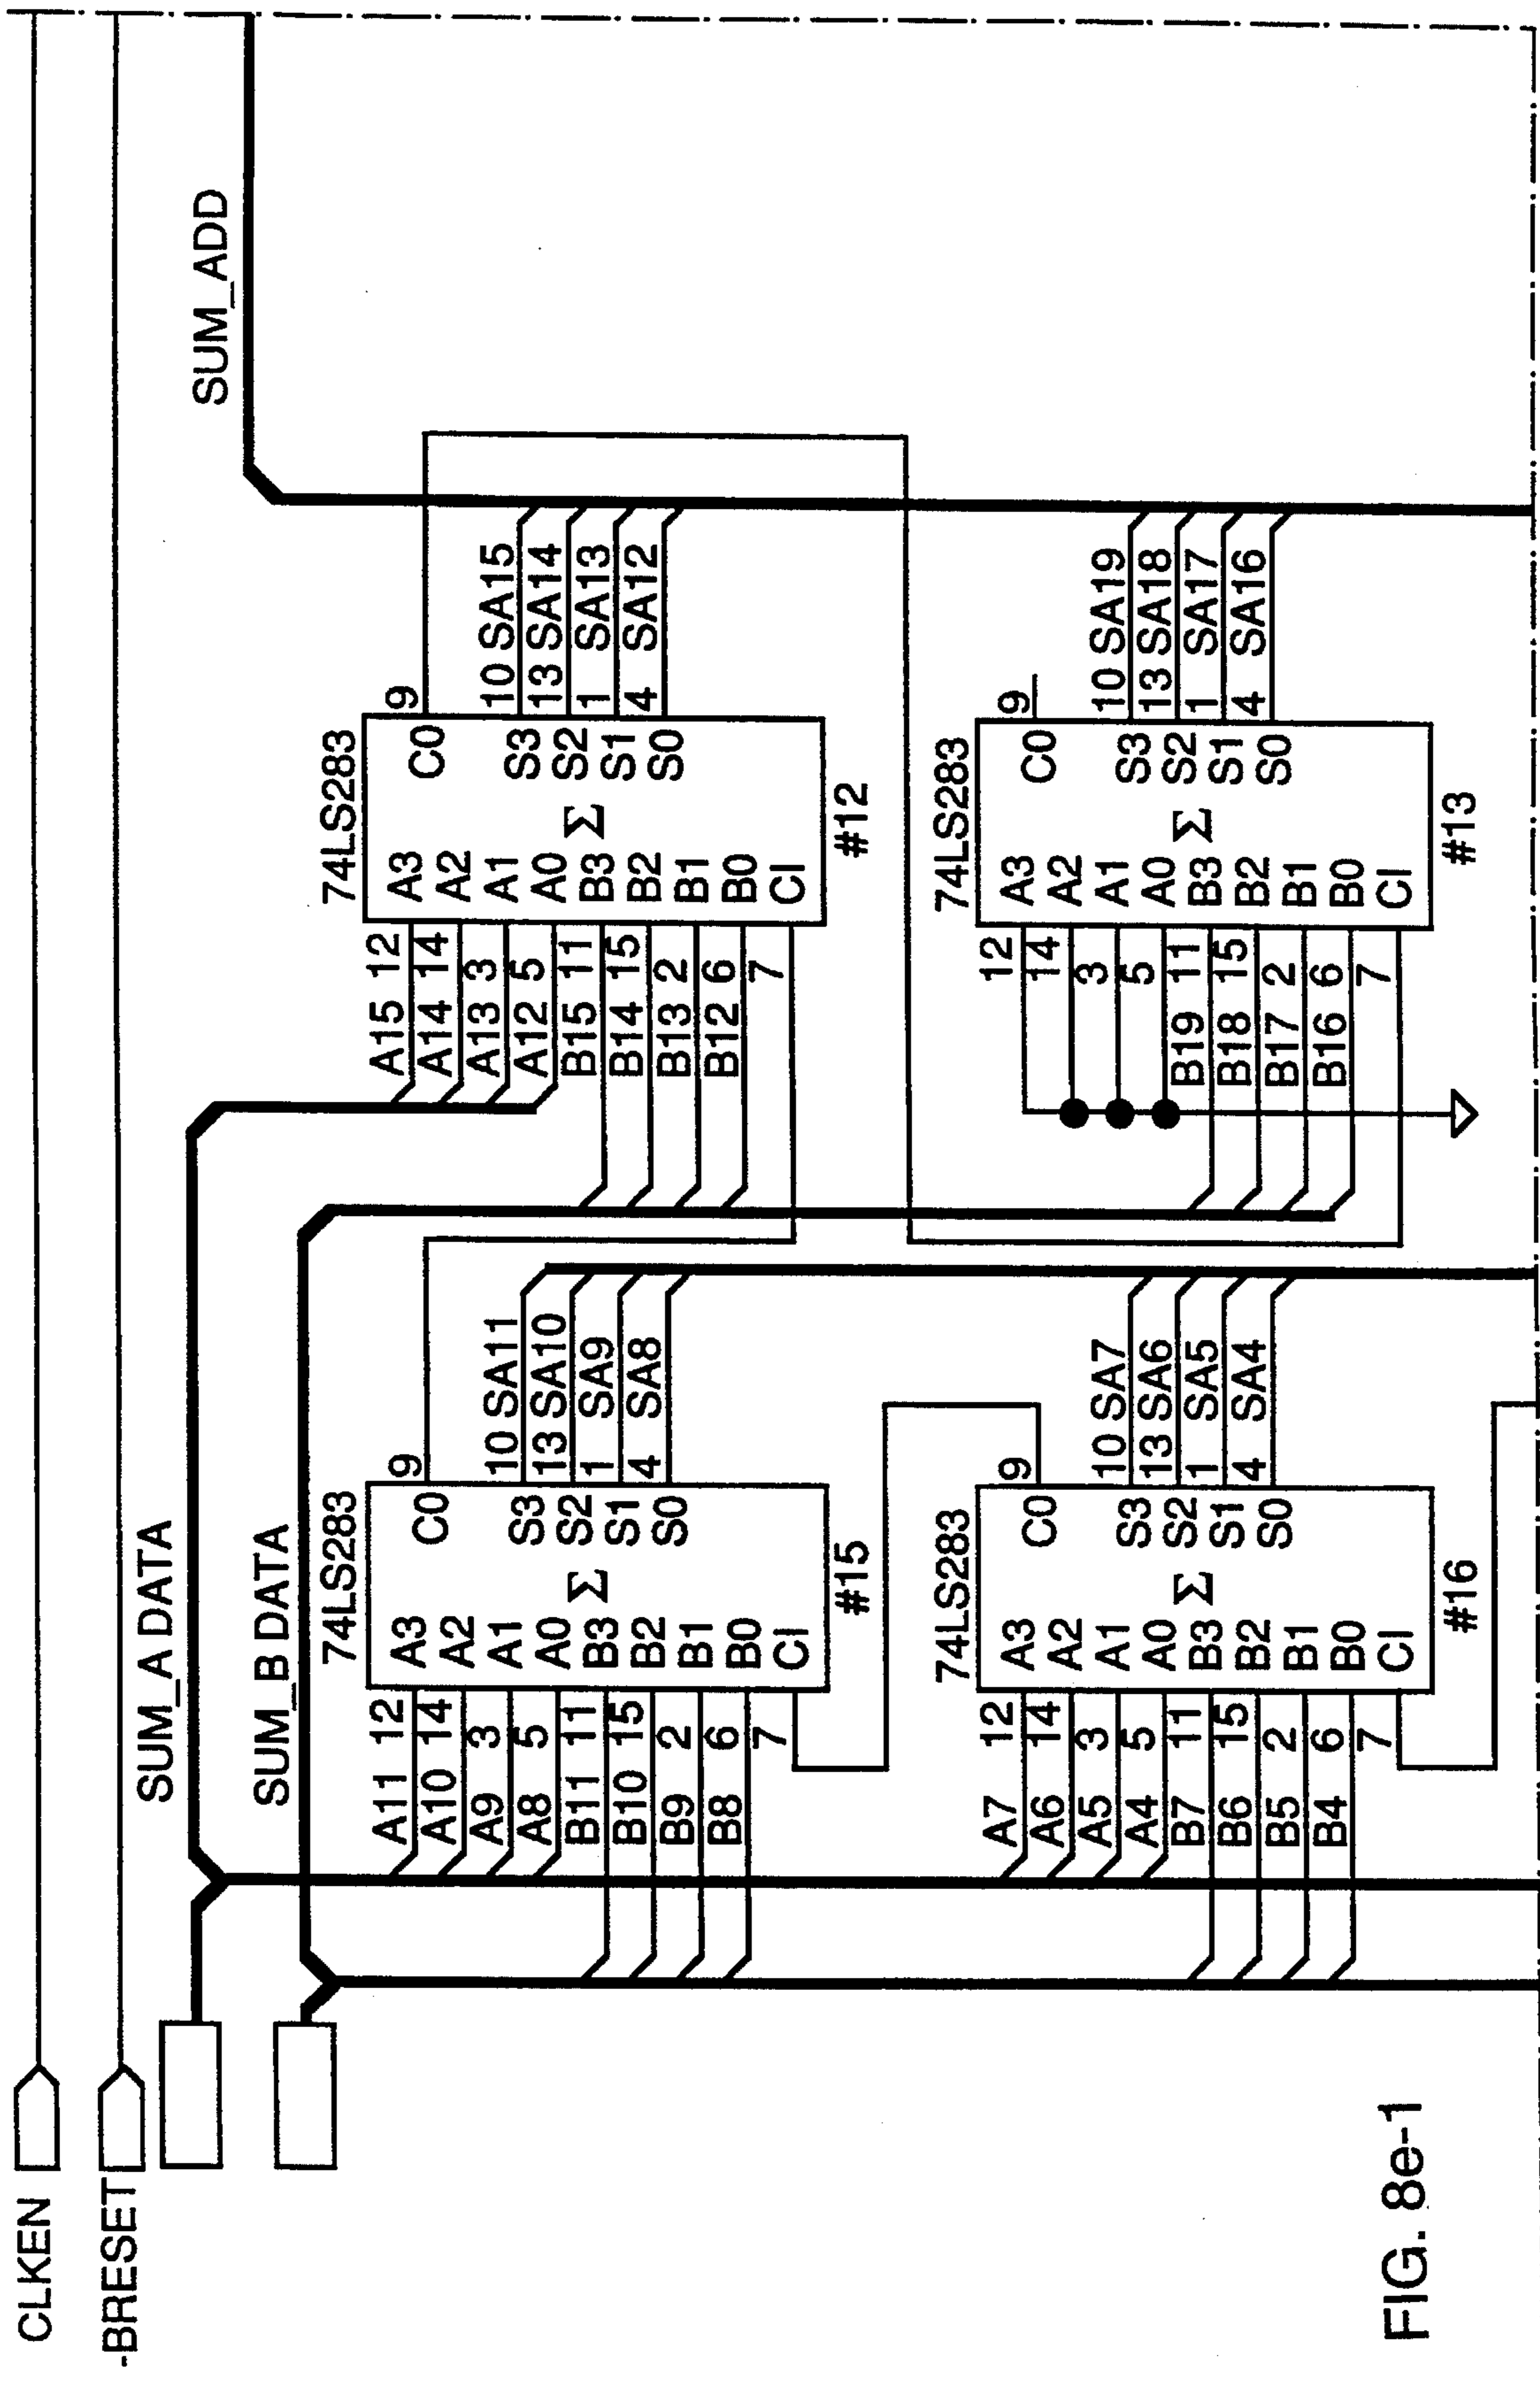 CLKEN
-BRESET
SUM_A DATA
SUM_B DATA
SUM_ADD
74LS283
A11 12 A3
A10 14 A2
A9 3 A1
A8 5 A0
B11 11 B3
B10 15 B2
B9 2 B1
B8 6 B0
7 CI
Σ
C0 9
S3 10 SA11
S2 13 SA10
S1 1 SA9
S0 4 SA8
#15
74LS283
A15 12 A3
A14 14 A2
A13 3 A1
A12 5 A0
B15 11 B3
B14 15 B2
B13 2 B1
B12 6 B0
7 CI
Σ
C0 9
S3 10 SA15
S2 13 SA14
S1 1 SA13
S0 4 SA12
#12
74LS283
A7 12 A3
A6 14 A2
A5 3 A1
A4 5 A0
B7 11 B3
B6 15 B2
B5 2 B1
B4 6 B0
7 CI
Σ
C0 9
S3 10 SA7
S2 13 SA6
S1 1 SA5
S0 4 SA4
#16
74LS283
12 A3
14 A2
3 A1
5 A0
B19 11 B3
B18 15 B2
B17 2 B1
B16 6 B0
7 CI
Σ
C0 9
S3 10 SA19
S2 13 SA18
S1 1 SA17
S0 4 SA16
#13
FIG. 8e-1